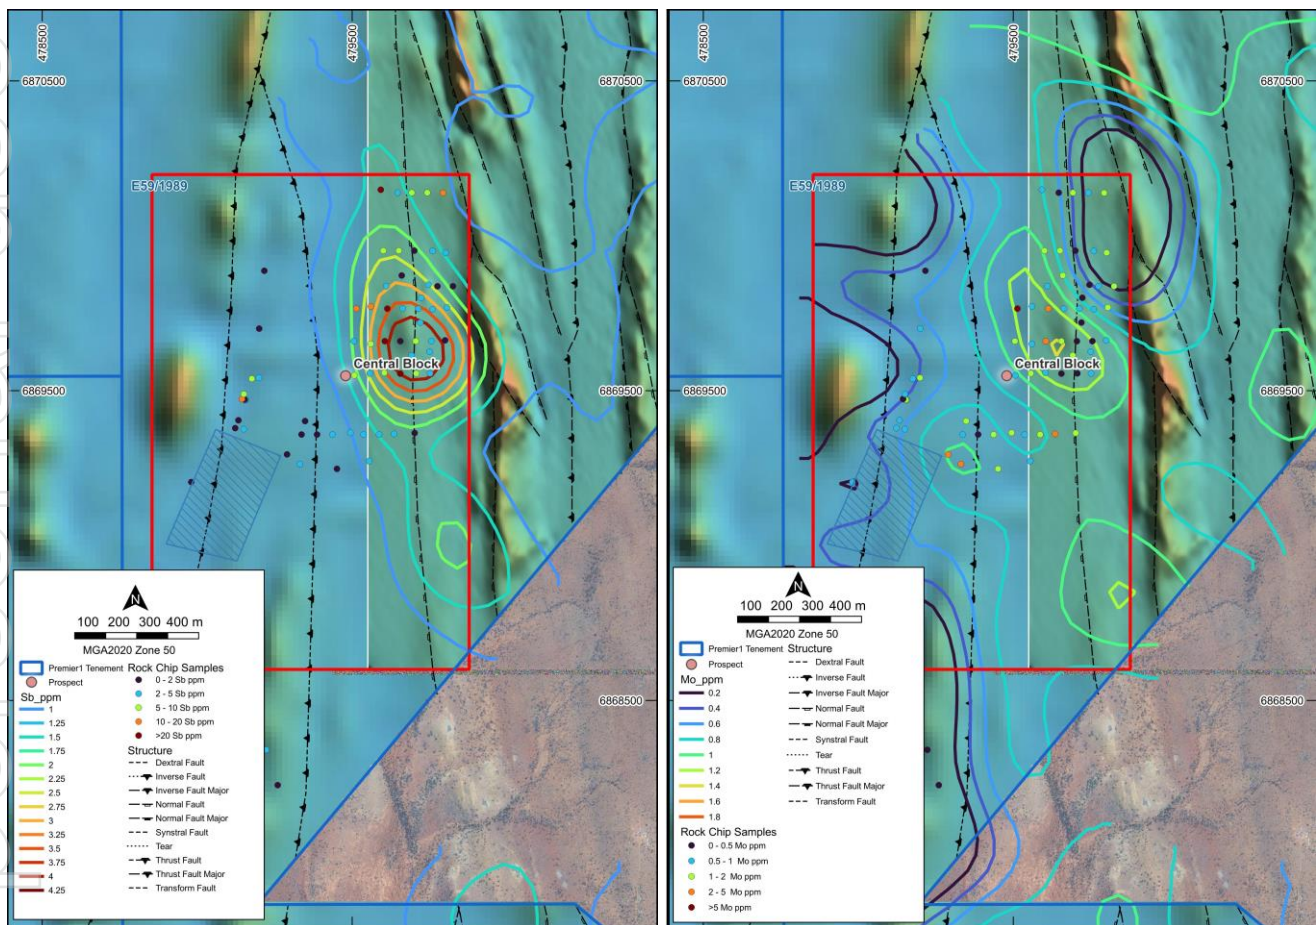 478500
479500
6870500
6870500
E59/1989
Central Block
6869500
6869500
6868500
N
100 200 300 400 m
MGA2020 Zone 50
Premier1 Tenement
Prospect
Sb_ppm
1
1.25
1.5
1.75
2
2.25
2.5
2.75
3
3.25
3.5
3.75
4
4.25
Rock Chip Samples
0 - 2 Sb ppm
2 - 5 Sb ppm
5 - 10 Sb ppm
10 - 20 Sb ppm
>20 Sb ppm
Structure
Dextral Fault
Inverse Fault
Inverse Fault Major
Normal Fault
Normal Fault Major
Synstral Fault
Tear
Thrust Fault
Thrust Fault Major
Transform Fault
478500
479500
6870500
6870500
E59/1989
Central Block
6869500
6869500
6868500
N
100 200 300 400 m
MGA2020 Zone 50
Premier1 Tenement
Prospect
Mo_ppm
0.2
0.4
0.6
0.8
1
1.2
1.4
1.6
1.8
Rock Chip Samples
0 - 0.5 Mo ppm
0.5 - 1 Mo ppm
1 - 2 Mo ppm
2 - 5 Mo ppm
>5 Mo ppm
Structure
Dextral Fault
Inverse Fault
Inverse Fault Major
Normal Fault
Normal Fault Major
Synstral Fault
Tear
Thrust Fault
Thrust Fault Major
Transform Fault